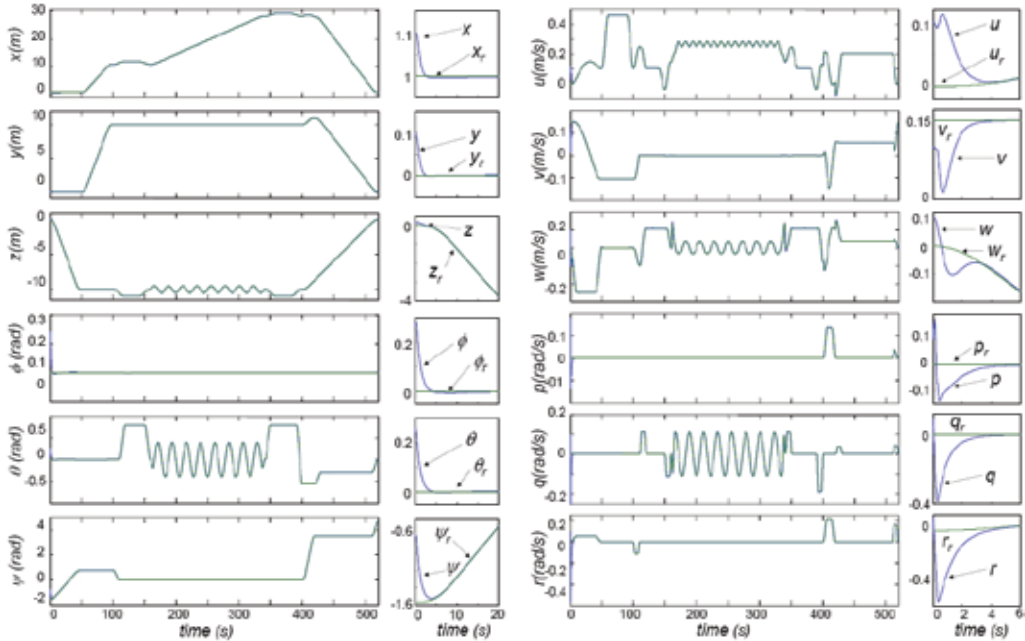 x(m)
30
20
10
0
1.1
1
x
x_r
u(m/s)
0.4
0.2
0
0.1
0
u
u_r
y(m)
10
5
0
0.1
0
y
y_r
v(m/s)
0.1
0
-0.1
0.15
0
v_r
v
z(m)
0
-5
-10
0
-4
z
z_r
w(m/s)
0.2
0
-0.2
0.1
0
-0.1
w
w_r
ϕ (rad)
0.3
0.2
0.1
0
0.2
0
ϕ
ϕ_r
p(rad/s)
0.1
0
0.1
0
-0.1
p_r
p
θ (rad)
0.5
0
-0.5
0.2
0
θ
θ_r
q(rad/s)
0.2
0
-0.2
0
-0.4
q_r
q
ψ (rad)
4
2
0
-2
-0.6
-1.6
ψ_r
ψ
r(rad/s)
0.2
0
0
-0.4
r_r
r
0 100 200 300 400 500
time (s)
0 10 20
time (s)
0 100 200 300 400 500
time (s)
0 2 4 6
time (s)